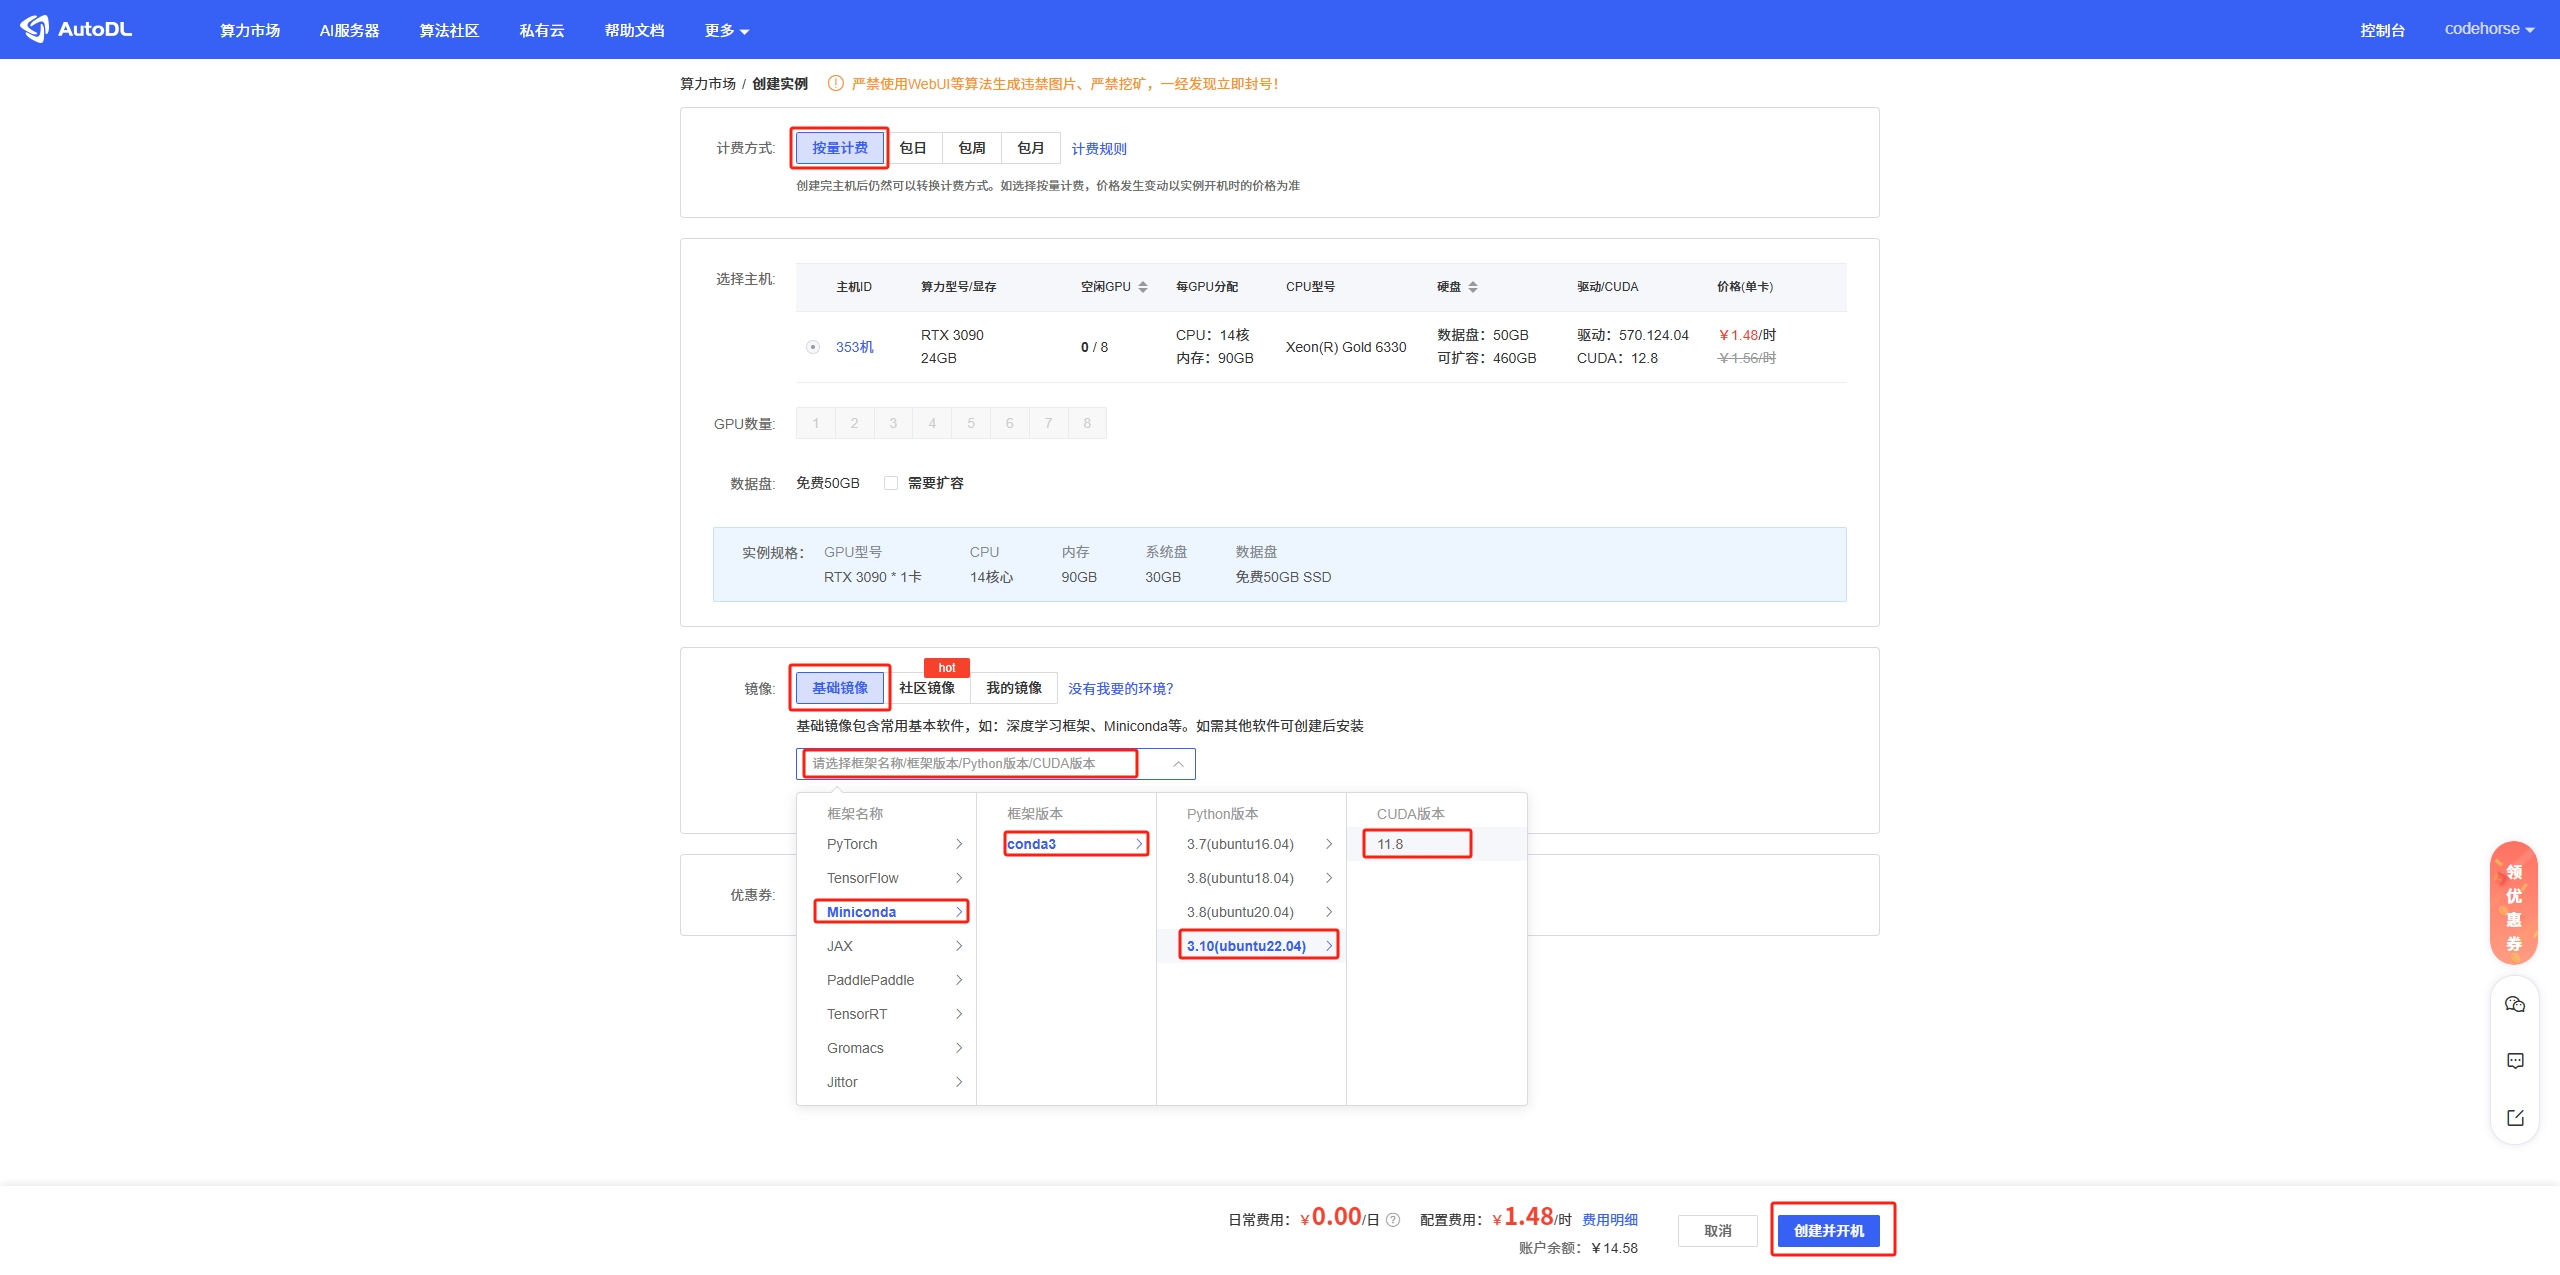 AutoDL 算力市场 AI服务器 算法社区 私有云 帮助文档 更多 控制台 codehorse
算力市场 / 创建实例 严禁使用WebUI等算法生成违禁图片、严禁挖矿，一经发现立即封号！
计费方式: 按量计费 包日 包周 包月 计费规则
创建完主机后仍然可以转换计费方式。如选择按量计费，价格发生变动以实例开机时的价格为准
选择主机: 主机ID 算力型号/显存 空闲GPU 每GPU分配 CPU型号 硬盘 驱动/CUDA 价格(单卡)
353机 RTX 3090 0 / 8 CPU：14核 Xeon(R) Gold 6330 数据盘：50GB 驱动：570.124.04 ￥1.48/时
24GB 内存：90GB 可扩容：460GB CUDA：12.8 ￥1.56/时
GPU数量: 1 2 3 4 5 6 7 8
数据盘: 免费50GB 需要扩容
实例规格： GPU型号 CPU 内存 系统盘 数据盘
RTX 3090 * 1卡 14核心 90GB 30GB 免费50GB SSD
hot
镜像: 基础镜像 社区镜像 我的镜像 没有我要的环境？
基础镜像包含常用基本软件，如：深度学习框架、Miniconda等。如需其他软件可创建后安装
请选择框架名称/框架版本/Python版本/CUDA版本
框架名称 框架版本 Python版本 CUDA版本
PyTorch conda3 3.7(ubuntu16.04) 11.8
TensorFlow 3.8(ubuntu18.04)
优惠券:
Miniconda 3.8(ubuntu20.04)
JAX 3.10(ubuntu22.04)
PaddlePaddle
TensorRT
Gromacs
Jittor
领
优
惠
券
日常费用：￥0.00/日 ? 配置费用：￥1.48/时 费用明细 取消 创建并开机
账户余额：￥14.58